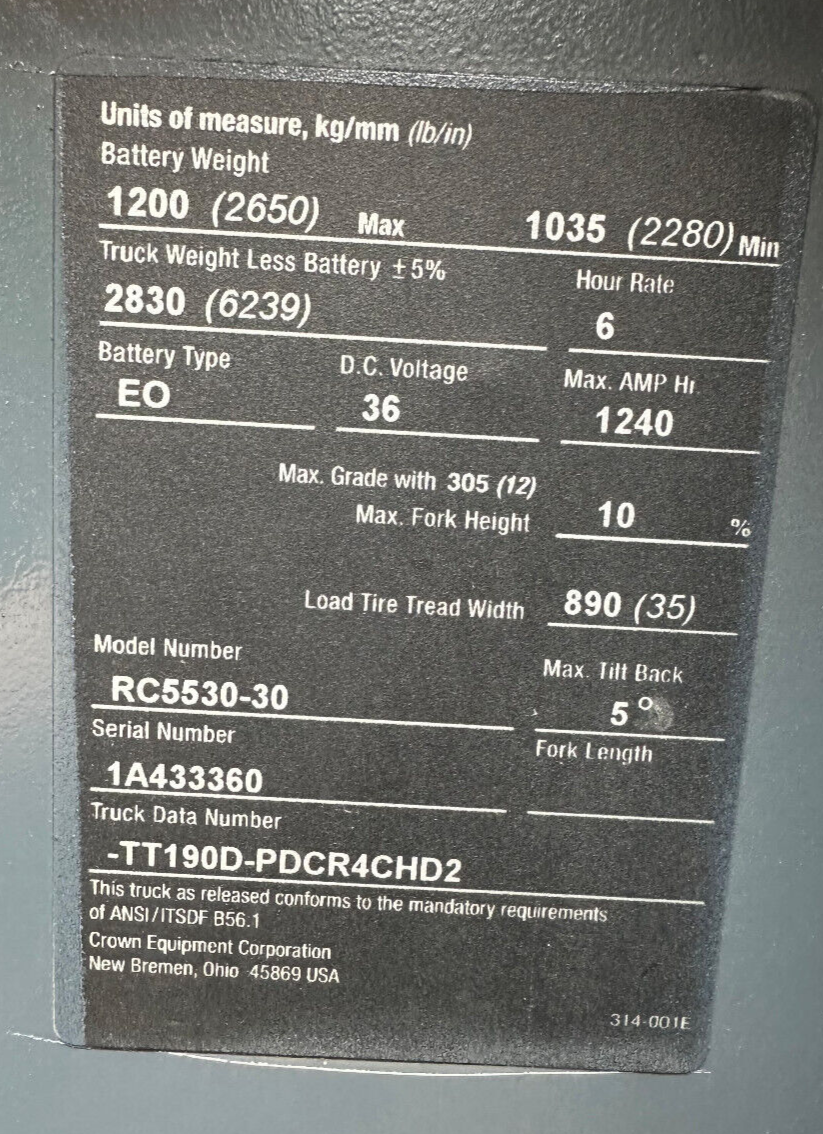 Units of measure, kg/mm (lb/in)
Battery Weight
1200 (2650) Max 1035 (2280) Min
Truck Weight Less Battery ±5% Hour Rate
2830 (6239) 6
Battery Type D.C. Voltage Max. AMP Hr.
EO 36 1240
Max. Grade with 305 (12)
Max. Fork Height 10 %
Load Tire Tread Width 890 (35)
Model Number Max. Tilt Back
RC5530-30 5°
Serial Number Fork Length
1A433360
Truck Data Number
-TT190D-PDCR4CHD2
This truck as released conforms to the mandatory requirements
of ANSI/ITSDF B56.1
Crown Equipment Corporation
New Bremen, Ohio 45869 USA
314-001E